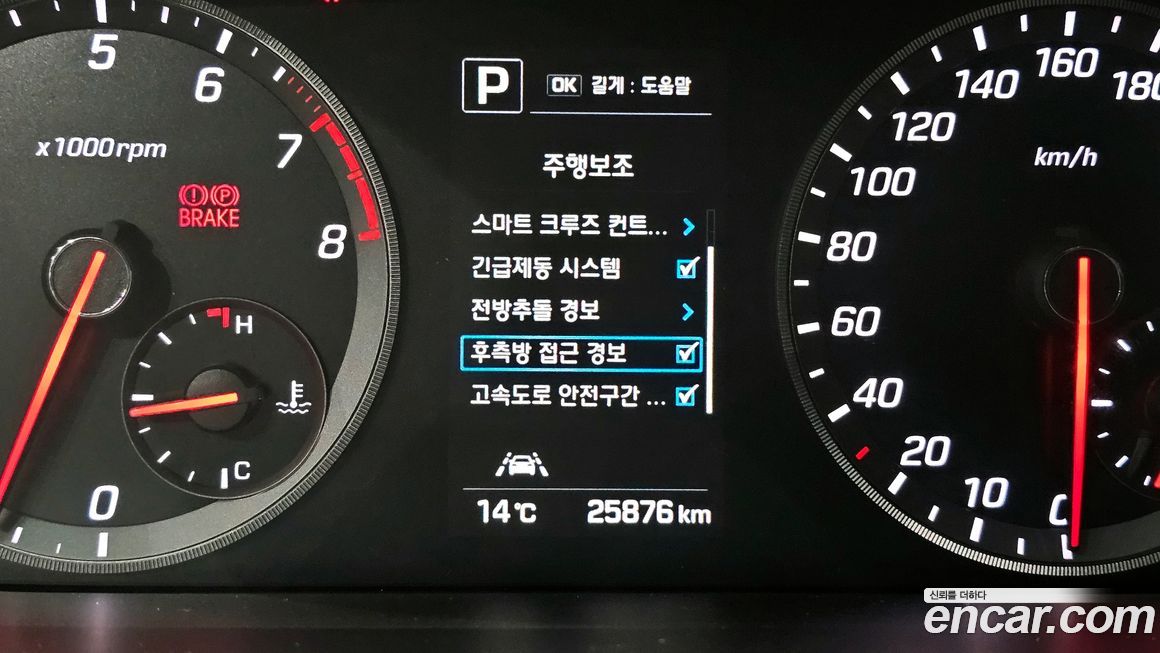 5
6
7
8
x1000rpm
BRAKE
H
C
0
P
OK 길게 : 도움말
주행보조
스마트 크루즈 컨트...
긴급제동 시스템
전방추돌 경보
후측방 접근 경보
고속도로 안전구간 ...
14℃ 25876 km
180
160
140
120
100
80
60
40
20
10
0
km/h
신뢰를 더하다
encar.com